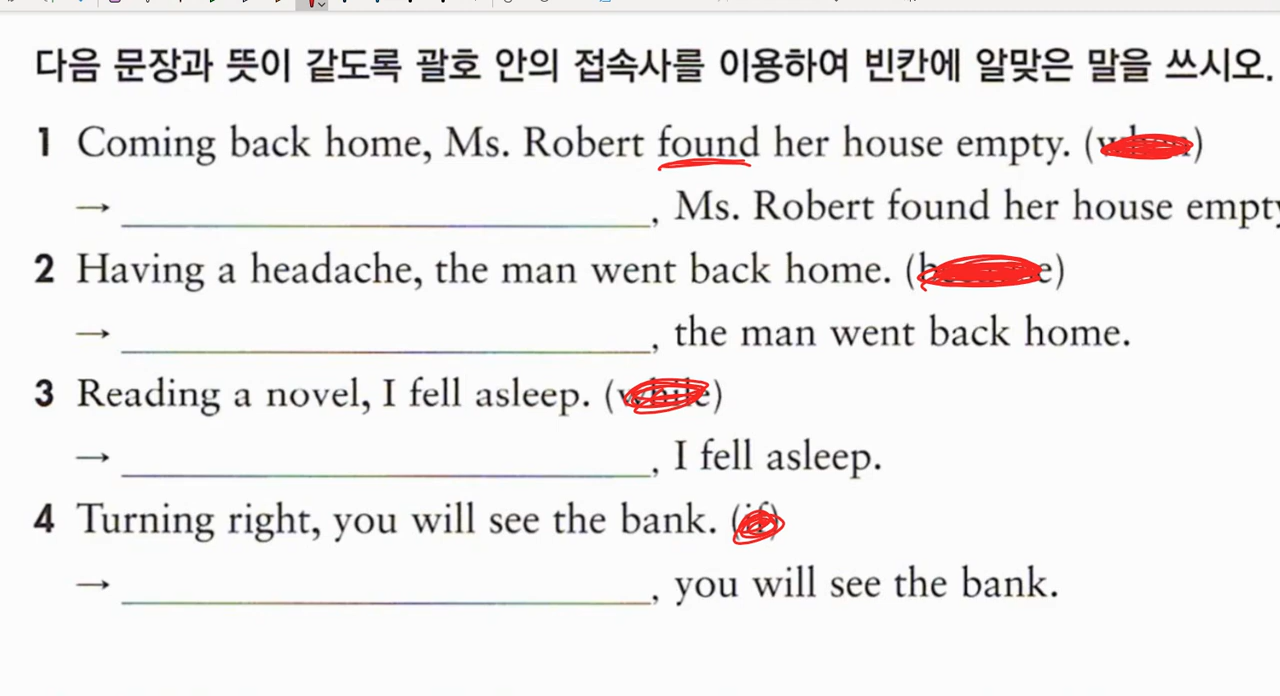 다음 문장과 뜻이 같도록 괄호 안의 접속사를 이용하여 빈칸에 알맞은 말을 쓰시오.
1 Coming back home, Ms. Robert found her house empty. ( )
→ , Ms. Robert found her house empty
2 Having a headache, the man went back home. ( )
→ , the man went back home.
3 Reading a novel, I fell asleep. (while)
→ , I fell asleep.
4 Turning right, you will see the bank. (if)
→ , you will see the bank.